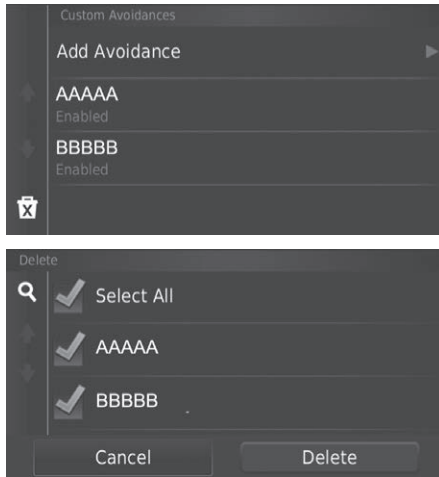 Custom Avoidances
Add Avoidance
AAAAA
Enabled
BBBBB
Enabled
Delete
Select All
AAAAA
BBBBB
Cancel
Delete